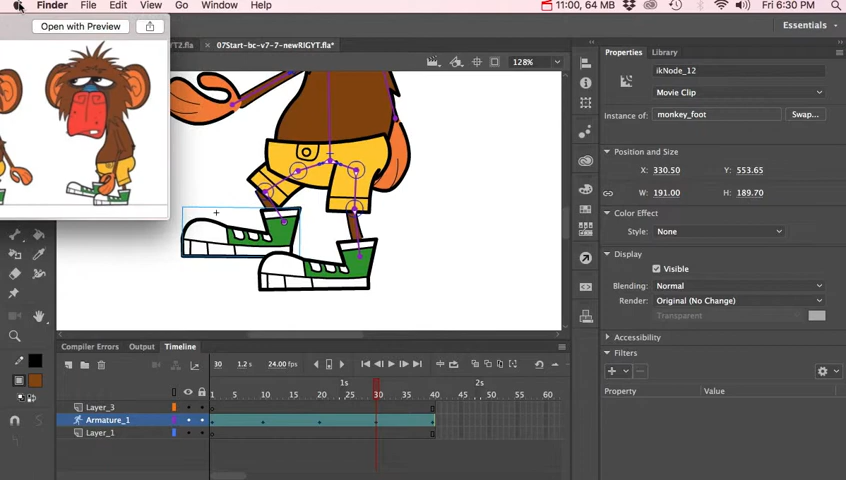 Finder File Edit View Go Window Help
11:00, 64 MB
Fri 6:30 PM
Open with Preview
07Start-bc-v7-7-newRIGYT.fla*
Essentials
128%
Properties Library
ikNode_12
Movie Clip
Instance of: monkey_foot Swap...
Position and Size
X: 330.50 Y: 553.65
W: 191.00 H: 189.70
Color Effect
Style: None
Display
Visible
Blending: Normal
Render: Original (No Change)
Transparent
Accessibility
Filters
Property Value
Compiler Errors Output Timeline
30 1.2 s 24.00 fps
1s 2s
1 5 10 15 20 25 30 35 40 45 50 55 60
Layer_3
Armature_1
Layer_1